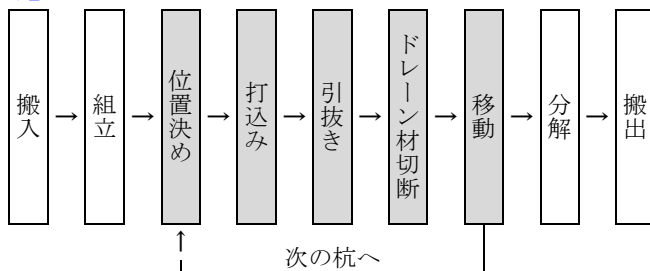 搬入
→
組立
→
位置決め
→
打込み
→
引抜き
→
ドレーン材切断
→
移動
→
分解
→
搬出
次の杭へ